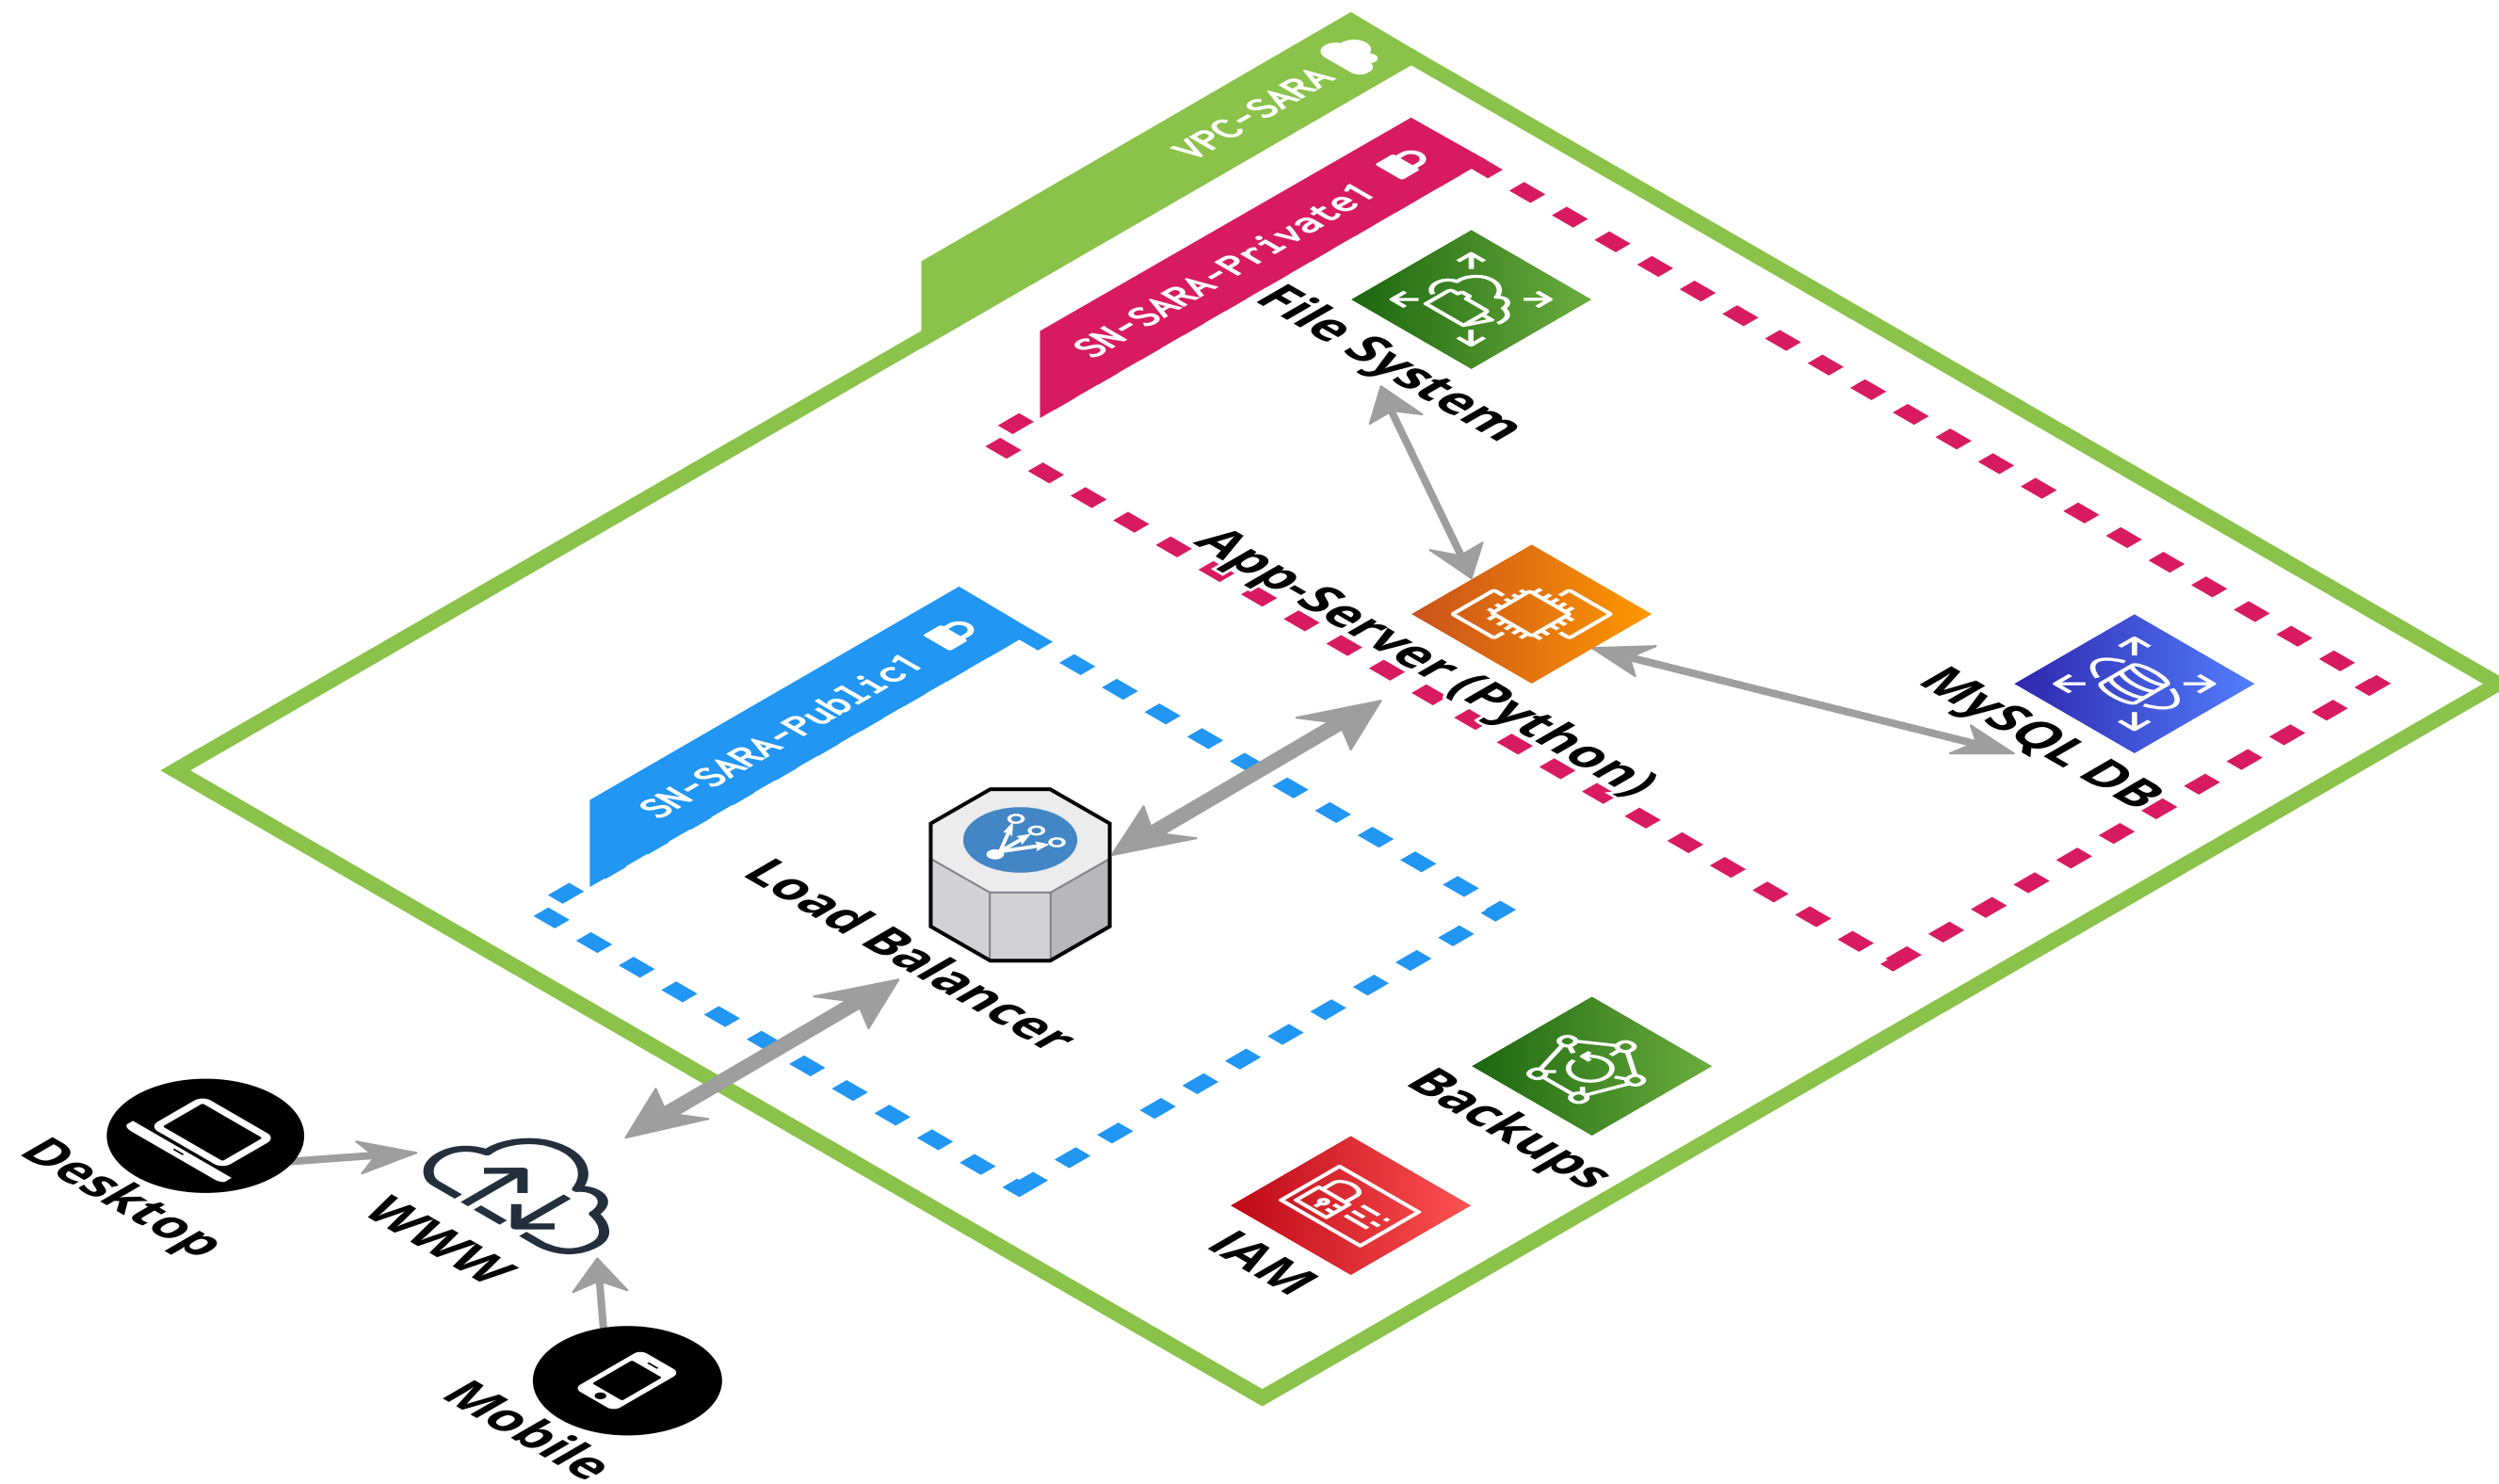 VPC-SARA
SN-SARA-Private1
File System
App-Server (Python)
MySQL DB
SN-SARA-Public1
Load Balancer
Backups
IAM
Desktop
WWW
Mobile